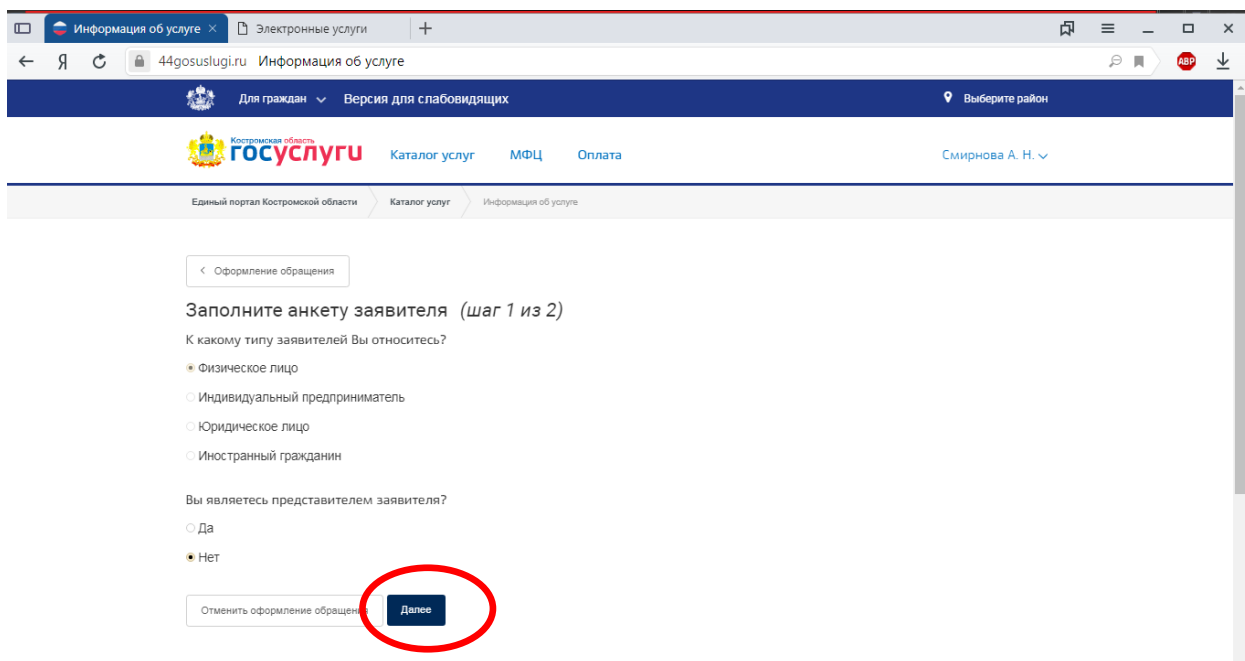 Информация об услуге
Электронные услуги
Я
44gosuslugi.ru Информация об услуге
ABP
Для граждан
Версия для слабовидящих
Выберите район
Костромская область
госуслуги
Каталог услуг
МФЦ
Оплата
Смирнова А. Н.
Единый портал Костромской области
Каталог услуг
Информация об услуге
Оформление обращения
Заполните анкету заявителя (шаг 1 из 2)
К какому типу заявителей Вы относитесь?
Физическое лицо
Индивидуальный предприниматель
Юридическое лицо
Иностранный гражданин
Вы являетесь представителем заявителя?
Да
Нет
Отменить оформление обращения
Далее